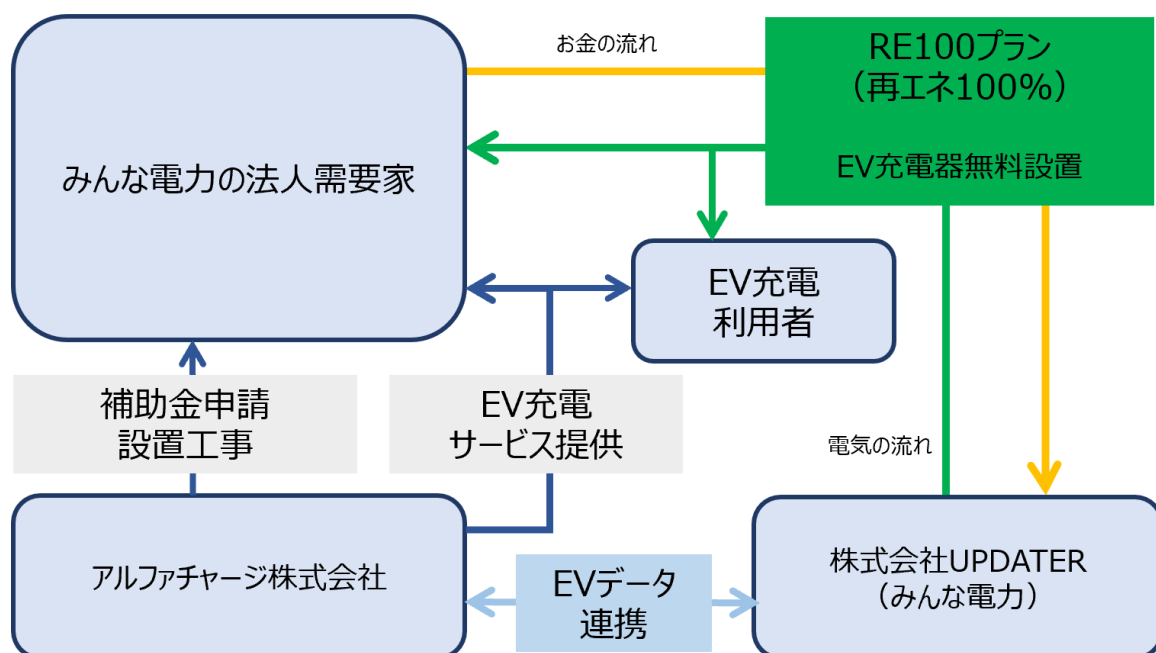 お金の流れ
RE100プラン
（再エネ100％）
EV充電器無料設置
みんな電力の法人需要家
EV充電
利用者
補助金申請
設置工事
EV充電
サービス提供
電気の流れ
アルファチャージ株式会社
EVデータ
連携
株式会社UPDATER
（みんな電力）